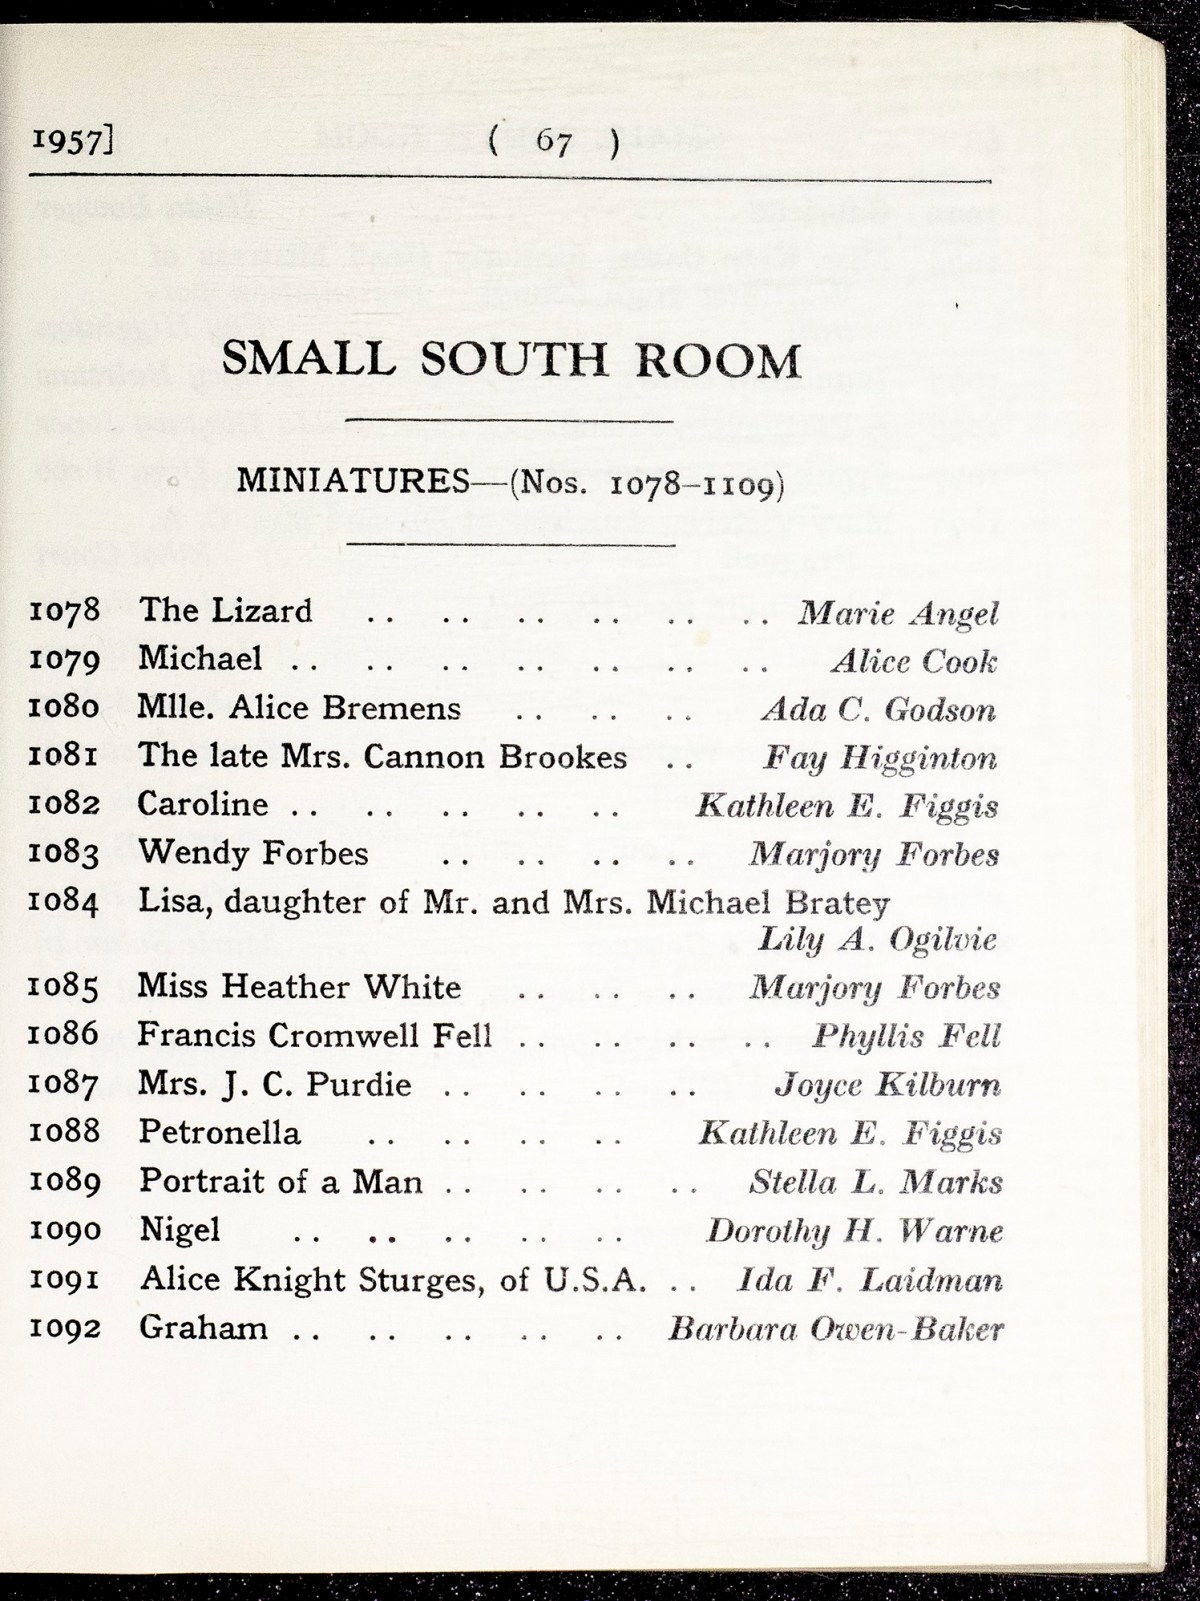 1957] ( 67 )
SMALL SOUTH ROOM
MINIATURES—(Nos. 1078–1109)
1078 The Lizard .. .. .. .. .. .. Marie Angel
1079 Michael .. .. .. .. .. .. .. Alice Cook
1080 Mlle. Alice Bremens .. .. .. Ada C. Godson
1081 The late Mrs. Cannon Brookes .. Fay Higginton
1082 Caroline .. .. .. .. .. Kathleen E. Figgis
1083 Wendy Forbes .. .. .. .. Marjory Forbes
1084 Lisa, daughter of Mr. and Mrs. Michael Bratey
Lily A. Ogilvie
1085 Miss Heather White .. .. .. Marjory Forbes
1086 Francis Cromwell Fell .. .. .. .. Phyllis Fell
1087 Mrs. J. C. Purdie .. .. .. .. Joyce Kilburn
1088 Petronella .. .. .. .. Kathleen E. Figgis
1089 Portrait of a Man .. .. .. .. Stella L. Marks
1090 Nigel .. .. .. .. .. Dorothy H. Warne
1091 Alice Knight Sturges, of U.S.A. .. Ida F. Laidman
1092 Graham .. .. .. .. .. Barbara Owen-Baker